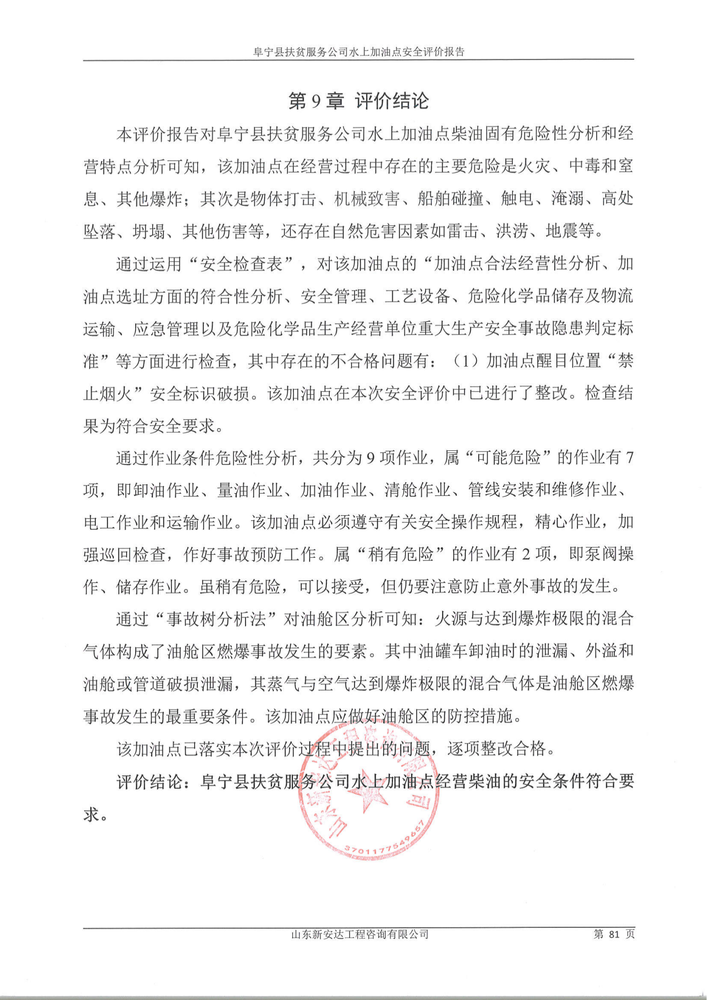 阜宁县扶贫服务公司水上加油点安全评价报告
第 9 章 评价结论
本评价报告对阜宁县扶贫服务公司水上加油点柴油固有危险性分析和经
营特点分析可知，该加油点在经营过程中存在的主要危险是火灾、中毒和窒
息、其他爆炸；其次是物体打击、机械致害、船舶碰撞、触电、淹溺、高处
坠落、坍塌、其他伤害等，还存在自然危害因素如雷击、洪涝、地震等。
通过运用“安全检查表”，对该加油点的“加油点合法经营性分析、加
油点选址方面的符合性分析、安全管理、工艺设备、危险化学品储存及物流
运输、应急管理以及危险化学品生产经营单位重大生产安全事故隐患判定标
准”等方面进行检查，其中存在的不合格问题有：（1）加油点醒目位置“禁
止烟火”安全标识破损。该加油点在本次安全评价中已进行了整改。检查结
果为符合安全要求。
通过作业条件危险性分析，共分为 9 项作业，属“可能危险”的作业有 7
项，即卸油作业、量油作业、加油作业、清舱作业、管线安装和维修作业、
电工作业和运输作业。该加油点必须遵守有关安全操作规程，精心作业，加
强巡回检查，作好事故预防工作。属“稍有危险”的作业有 2 项，即泵阀操
作、储存作业。虽稍有危险，可以接受，但仍要注意防止意外事故的发生。
通过“事故树分析法”对油舱区分析可知：火源与达到爆炸极限的混合
气体构成了油舱区燃爆事故发生的要素。其中油罐车卸油时的泄漏、外溢和
油舱或管道破损泄漏，其蒸气与空气达到爆炸极限的混合气体是油舱区燃爆
事故发生的最重要条件。该加油点应做好油舱区的防控措施。
该加油点已落实本次评价过程中提出的问题，逐项整改合格。
评价结论：阜宁县扶贫服务公司水上加油点经营柴油的安全条件符合要
求。
山东新安达工程咨询有限公司
3701177549657
山东新安达工程咨询有限公司
第 81 页